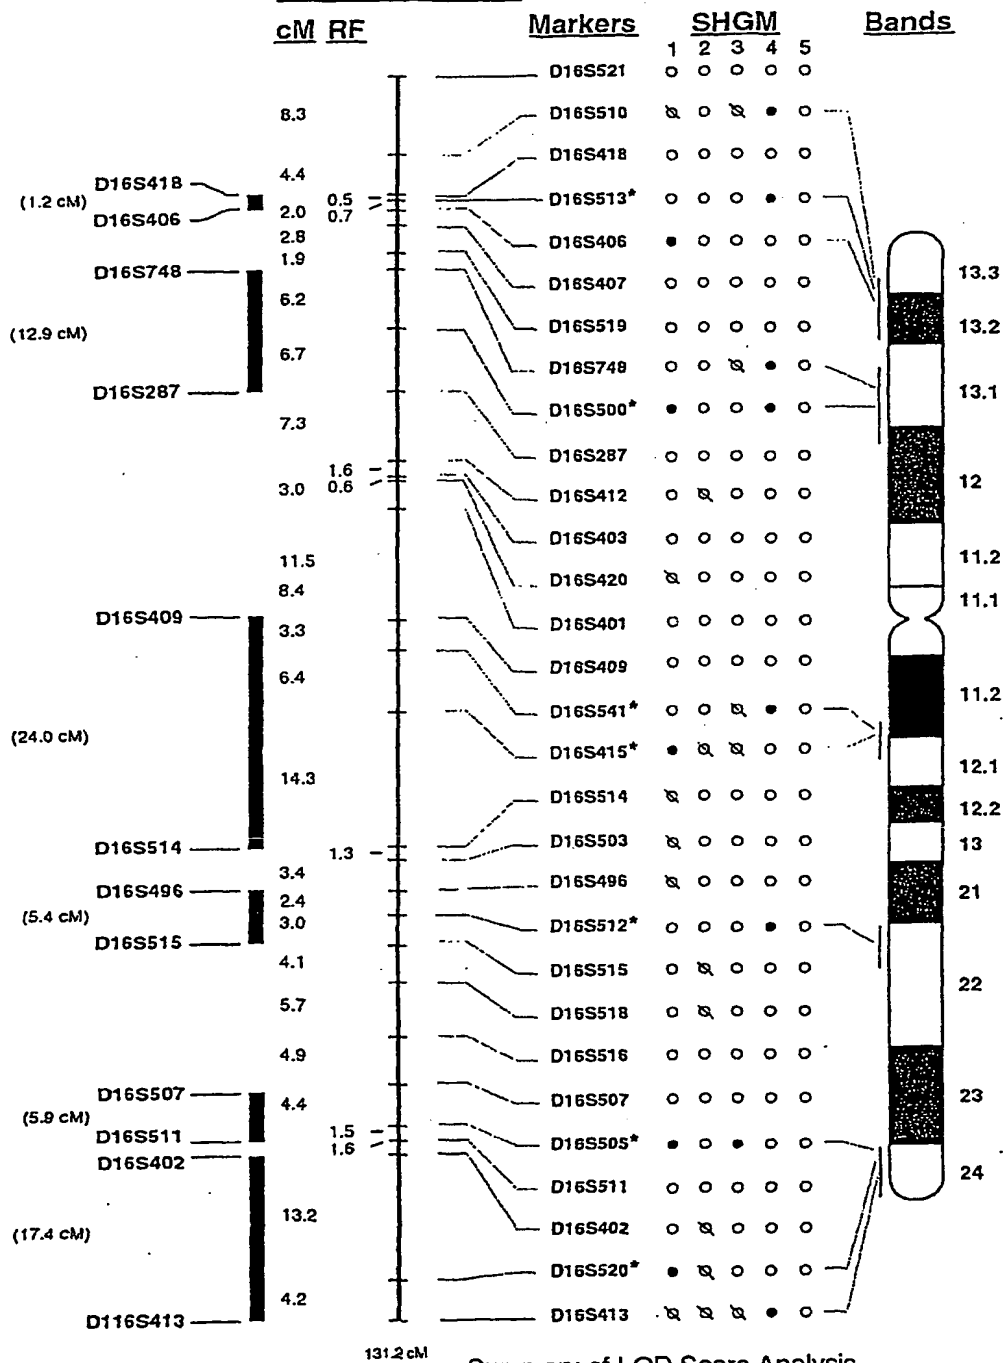 cM RF Markers SHGM Bands
1 2 3 4 5
D16S521
8.3 D16S510
D16S418 4.4 D16S418
(1.2 cM) 0.5 D16S513*
D16S406 2.0 0.7
2.8 D16S406
1.9
D16S748 13.3
6.2 D16S407
(12.9 cM) 6.7 D16S519 13.2
D16S748
D16S287 13.1
7.3 D16S500*
D16S287
1.6
3.0 0.6 D16S412 12
D16S403
11.5 11.2
8.4 D16S420
11.1
D16S409 3.3 D16S401
6.4 D16S409
11.2
(24.0 cM) D16S541*
D16S415* 12.1
14.3 D16S514 12.2
D16S514 1.3 D16S503 13
3.4
D16S496 D16S496 21
2.4
(5.4 cM) 3.0 D16S512*
D16S515
4.1 D16S515 22
5.7 D16S518
4.9 D16S516
D16S507 4.4 D16S507 23
(5.9 cM)
D16S511 1.5 D16S505*
D16S402 1.6
D16S511 24
13.2 D16S402
(17.4 cM)
D16S520*
4.2
D116S413 D16S413
131.2 cM
Summary of LOD Score Analysis